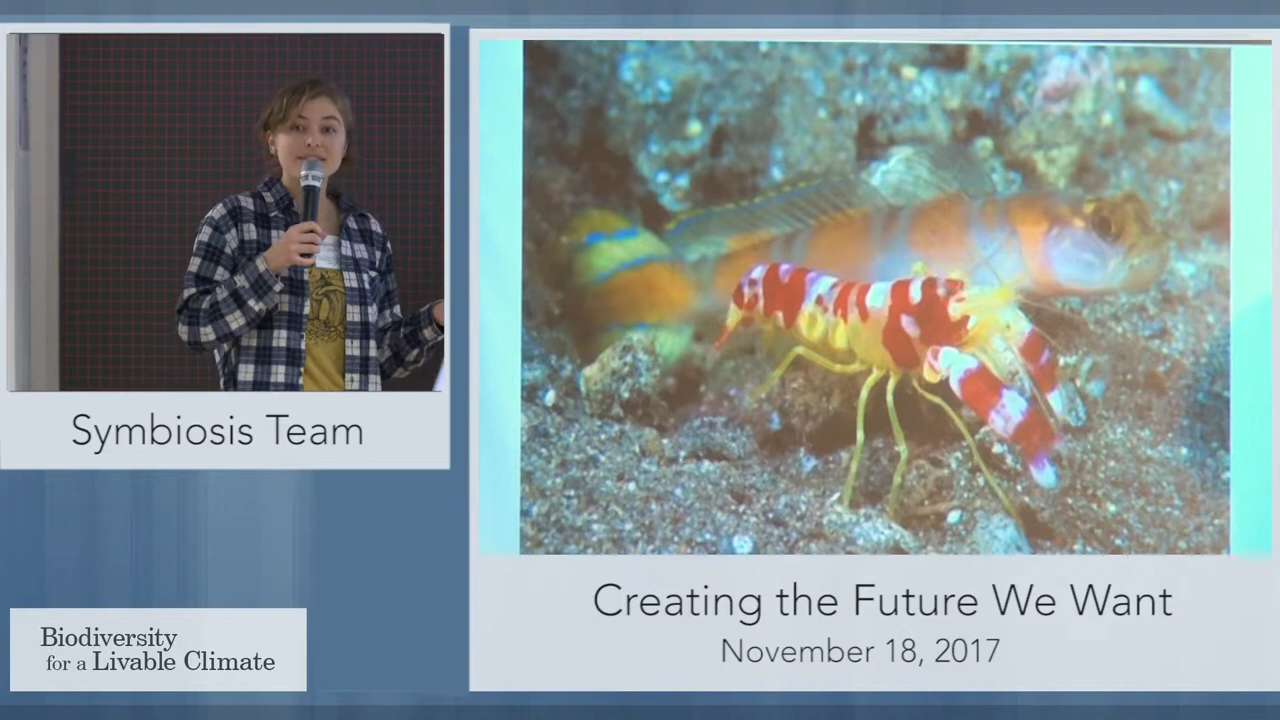 Symbiosis Team
Creating the Future We Want
November 18, 2017
Biodiversity
for a Livable Climate